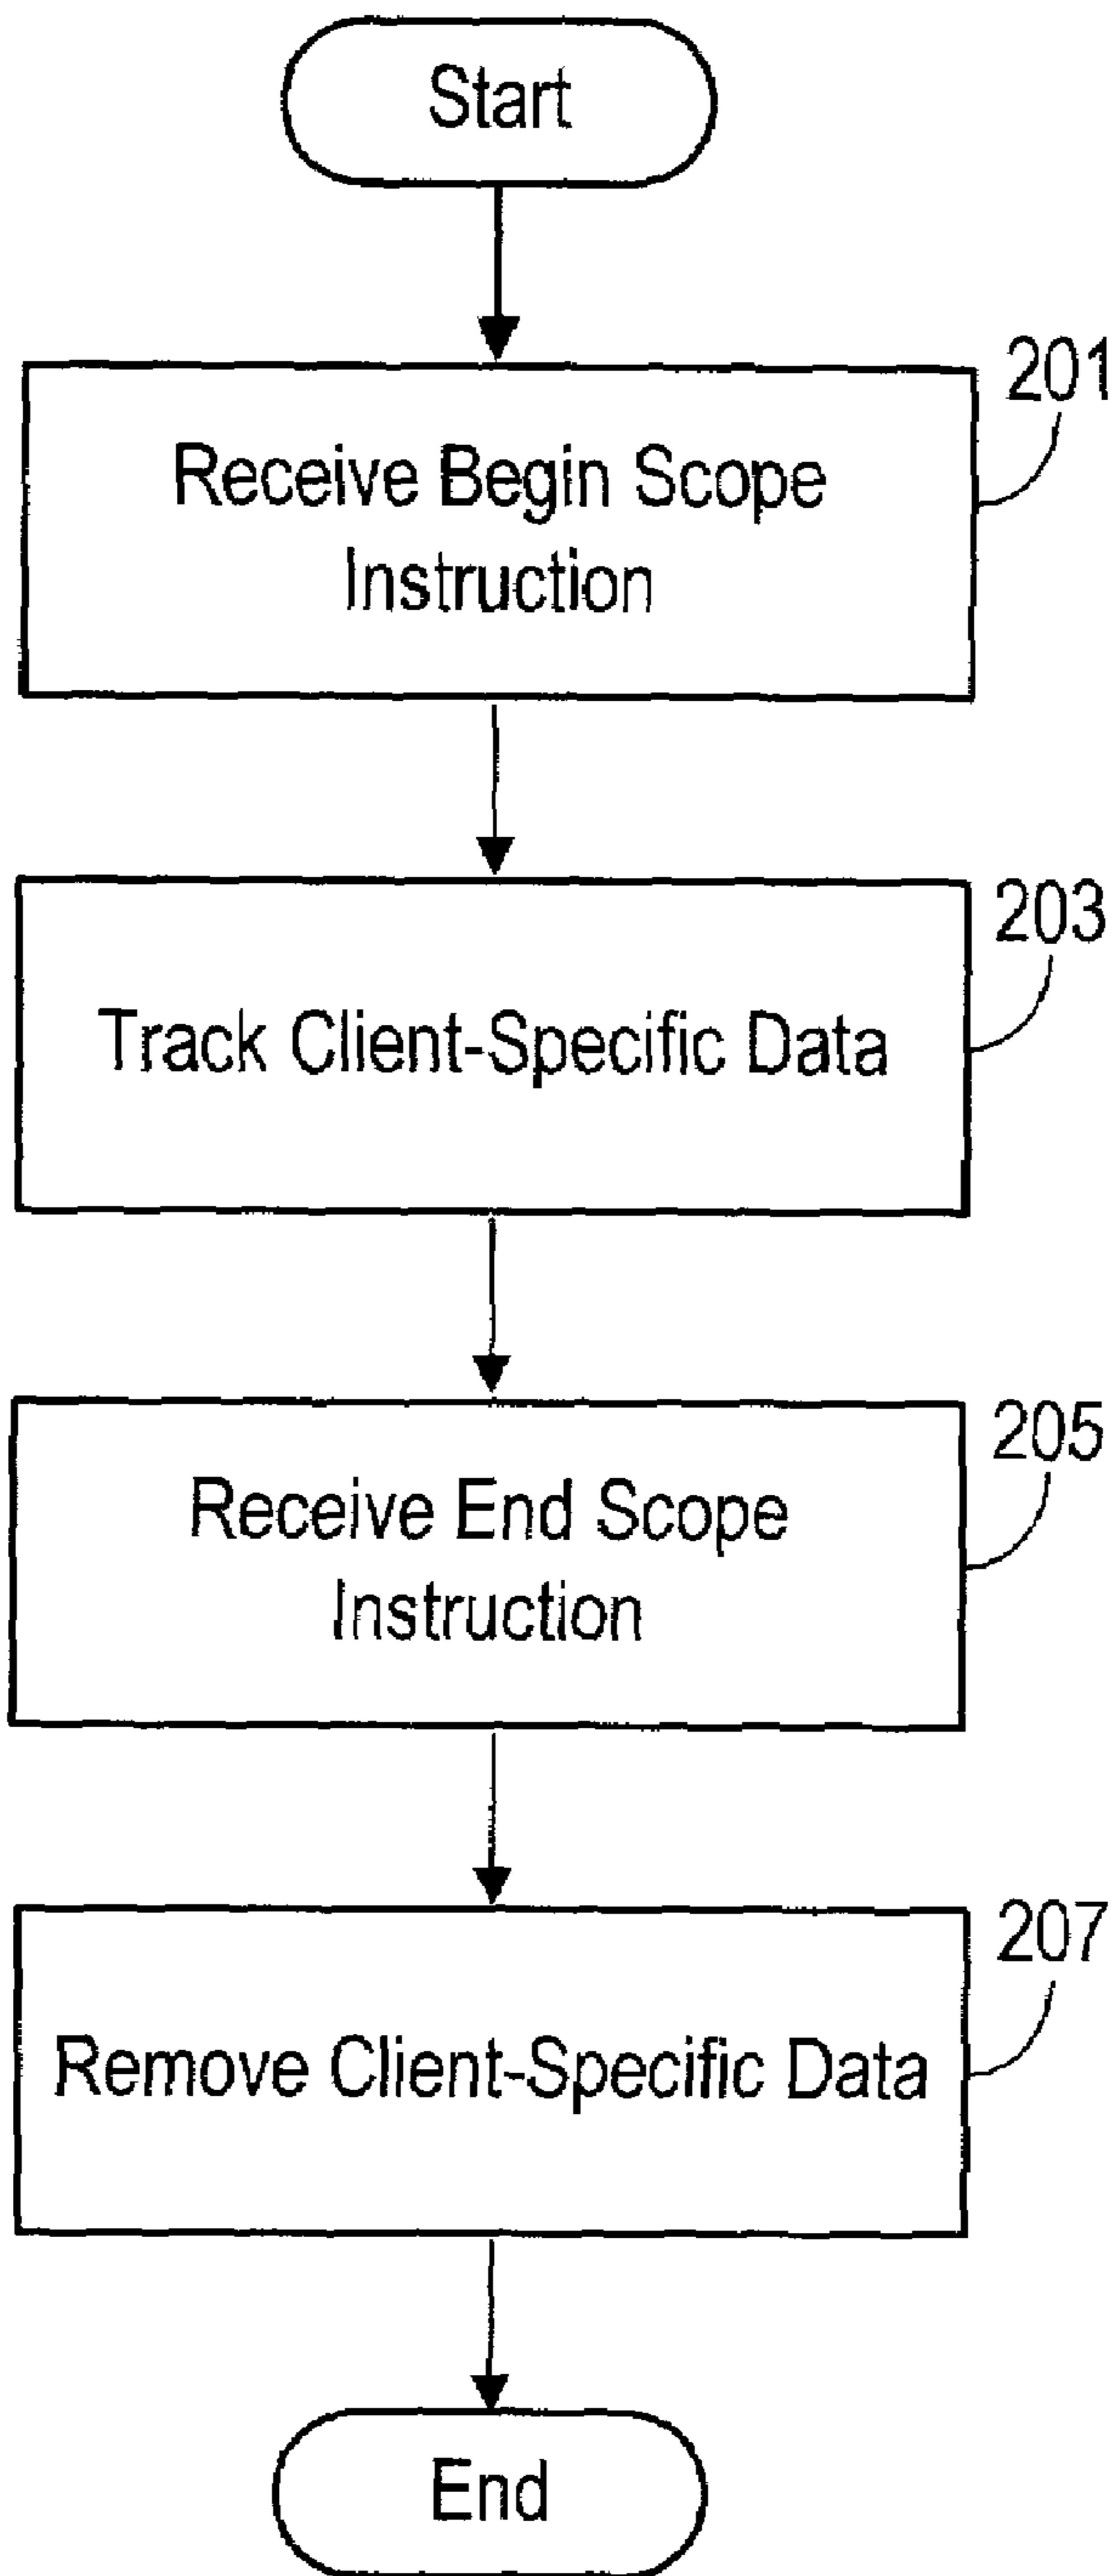 Start
201
Receive Begin Scope
Instruction
203
Track Client-Specific Data
205
Receive End Scope
Instruction
207
Remove Client-Specific Data
End